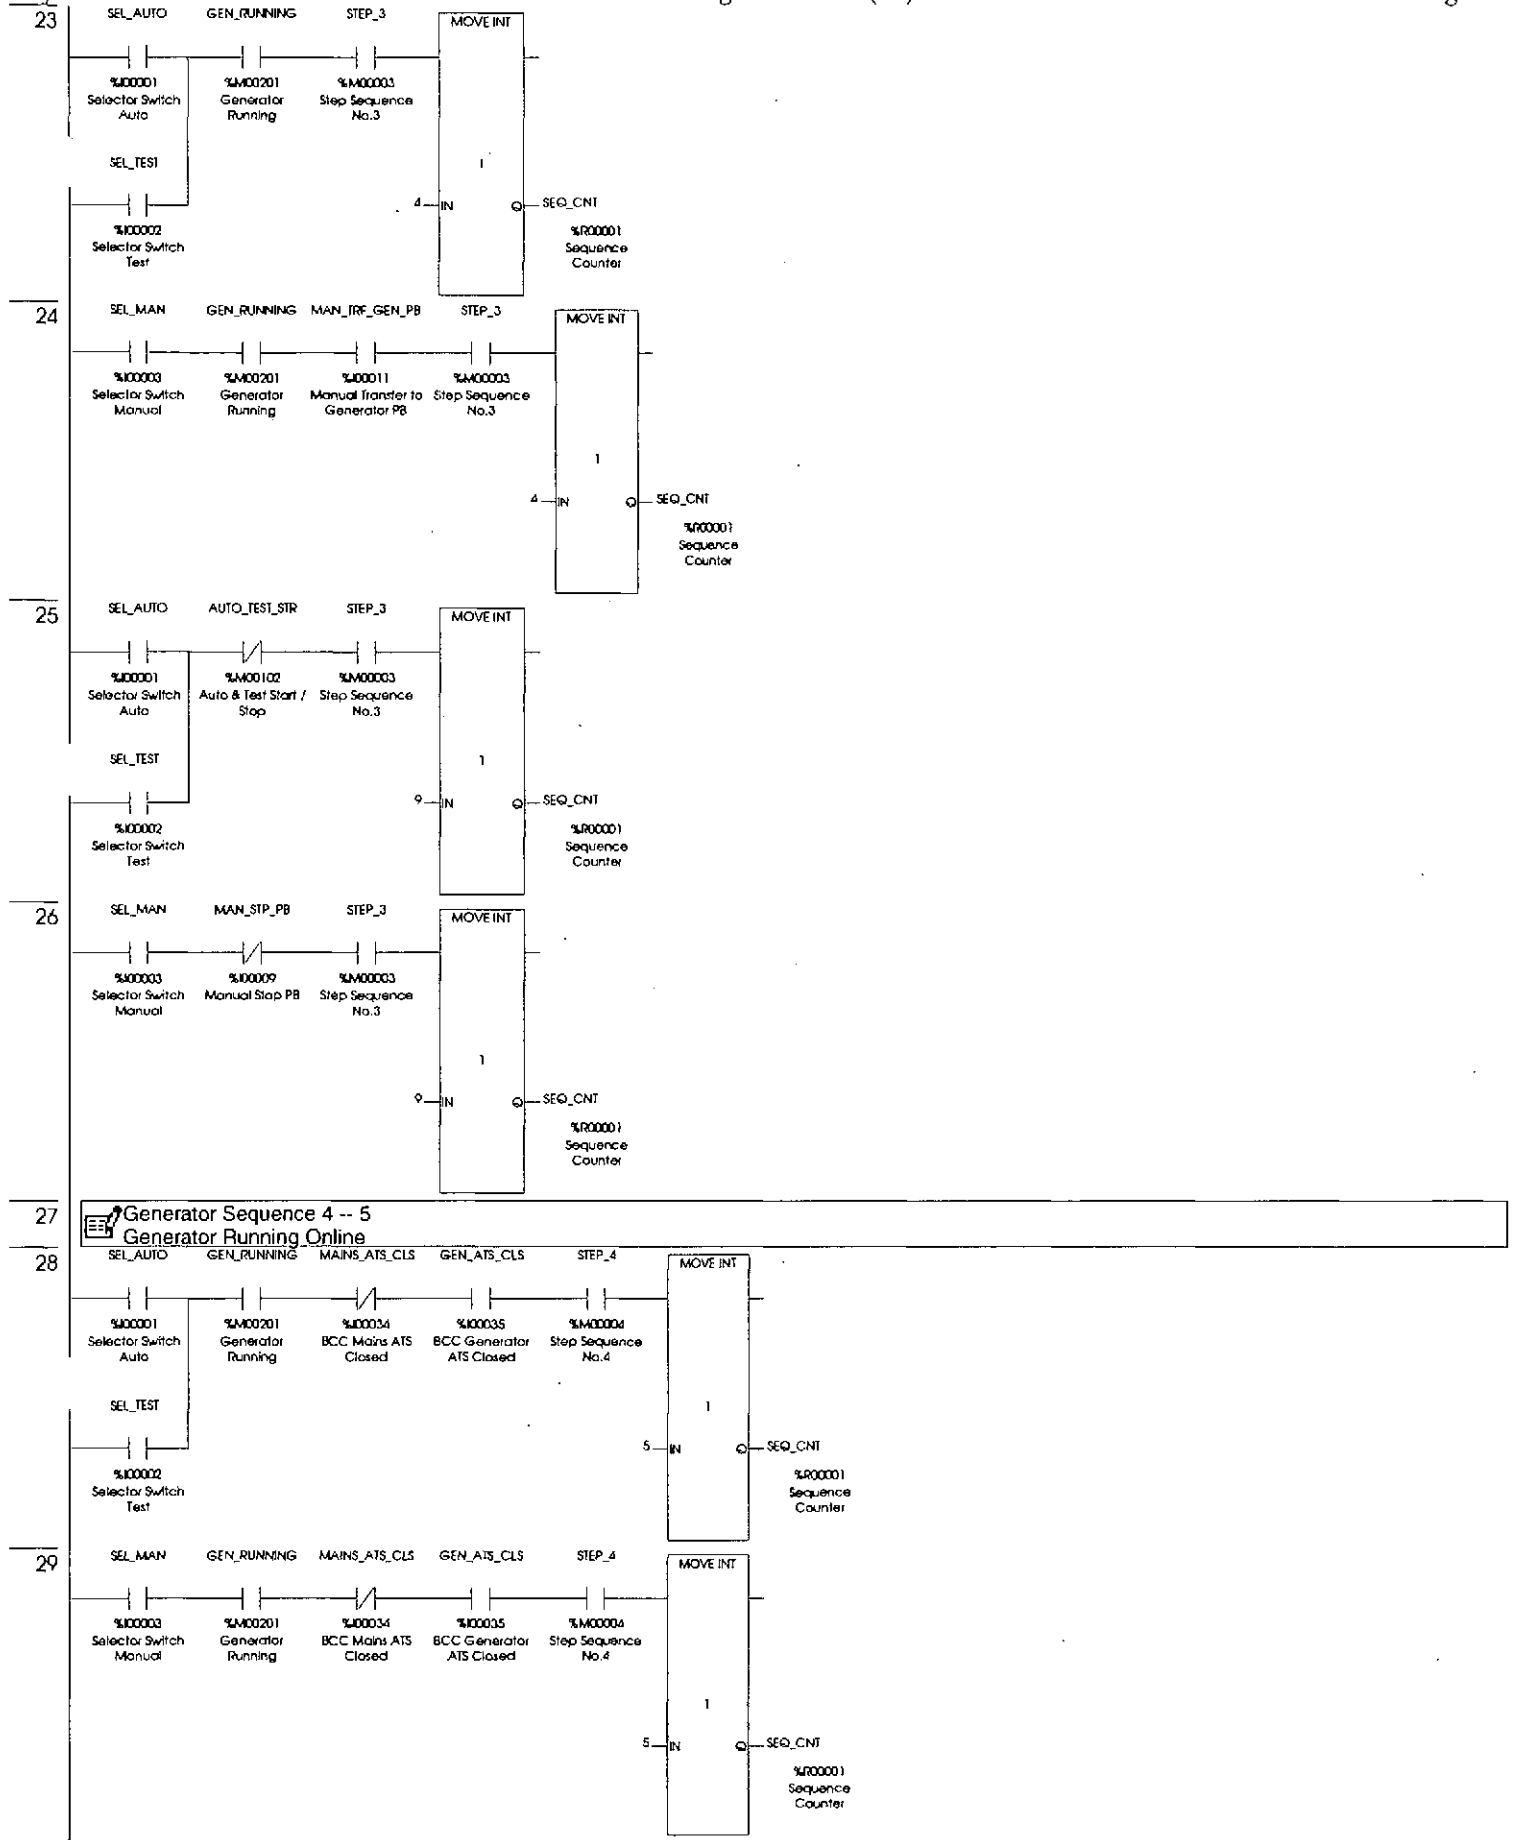 23
SEL_AUTO GEN_RUNNING STEP_3 MOVE INT
%I00001 %M00201 %M00003
Selector Switch Generator Step Sequence
Auto Running No.3
SEL_TEST 1
4 IN Q SEQ_CNT
%I00002 %R00001
Selector Switch Sequence
Test Counter
24
SEL_MAN GEN_RUNNING MAN_TRF_GEN_PB STEP_3 MOVE INT
%I00003 %M00201 %I00011 %M00003
Selector Switch Generator Manual Transfer to Step Sequence
Manual Running Generator PB No.3
1
4 IN Q SEQ_CNT
%R00001
Sequence
Counter
25
SEL_AUTO AUTO_TEST_STR STEP_3 MOVE INT
%I00001 %M00102 %M00003
Selector Switch Auto & Test Start / Step Sequence
Auto Stop No.3
SEL_TEST 1
9 IN Q SEQ_CNT
%I00002 %R00001
Selector Switch Sequence
Test Counter
26
SEL_MAN MAN_STP_PB STEP_3 MOVE INT
%I00003 %I00009 %M00003
Selector Switch Manual Stop PB Step Sequence
Manual No.3
1
9 IN Q SEQ_CNT
%R00001
Sequence
Counter
27
Generator Sequence 4 -- 5
Generator Running Online
28
SEL_AUTO GEN_RUNNING MAINS_ATS_CLS GEN_ATS_CLS STEP_4 MOVE INT
%I00001 %M00201 %I00034 %I00035 %M00004
Selector Switch Generator BCC Mains ATS BCC Generator Step Sequence
Auto Running Closed ATS Closed No.4
SEL_TEST 1
5 IN Q SEQ_CNT
%I00002 %R00001
Selector Switch Sequence
Test Counter
29
SEL_MAN GEN_RUNNING MAINS_ATS_CLS GEN_ATS_CLS STEP_4 MOVE INT
%I00003 %M00201 %I00034 %I00035 %M00004
Selector Switch Generator BCC Mains ATS BCC Generator Step Sequence
Manual Running Closed ATS Closed No.4
1
5 IN Q SEQ_CNT
%R00001
Sequence
Counter